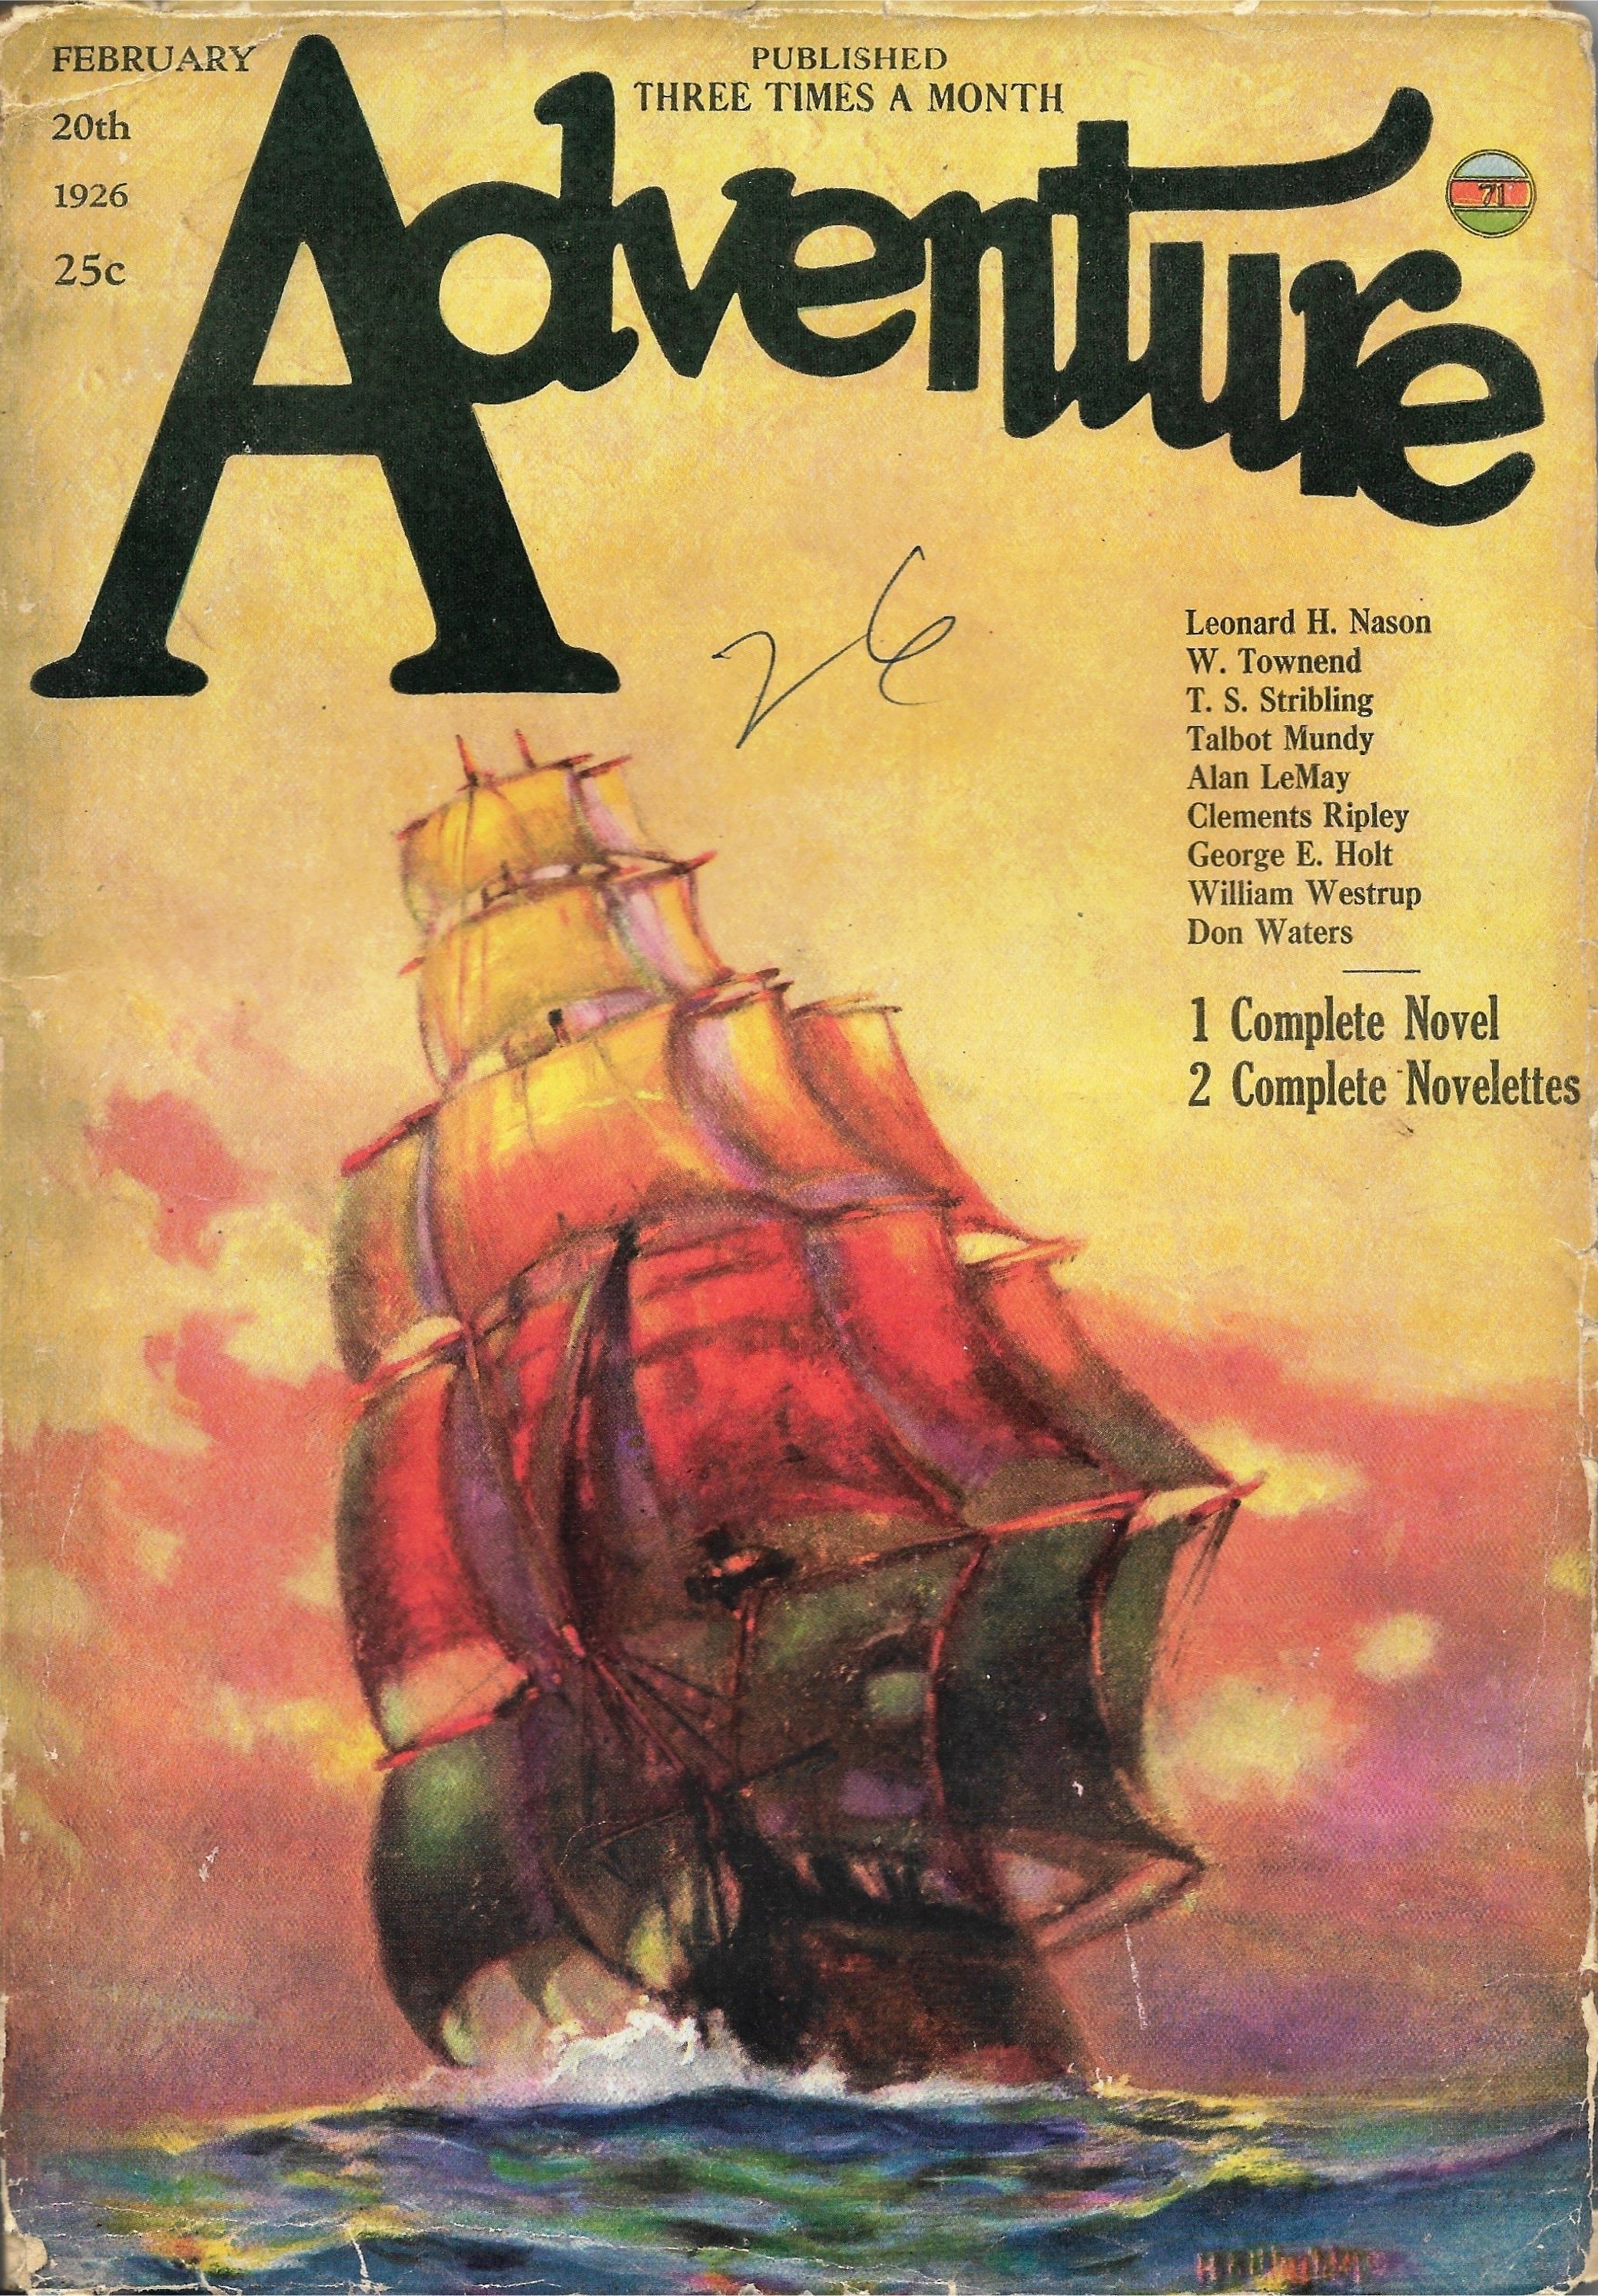 FEBRUARY
20th
1926
25c
PUBLISHED
THREE TIMES A MONTH
Adventure
71
26
Leonard H. Nason
W. Townend
T. S. Stribling
Talbot Mundy
Alan LeMay
Clements Ripley
George E. Holt
William Westrup
Don Waters
1 Complete Novel
2 Complete Novelettes